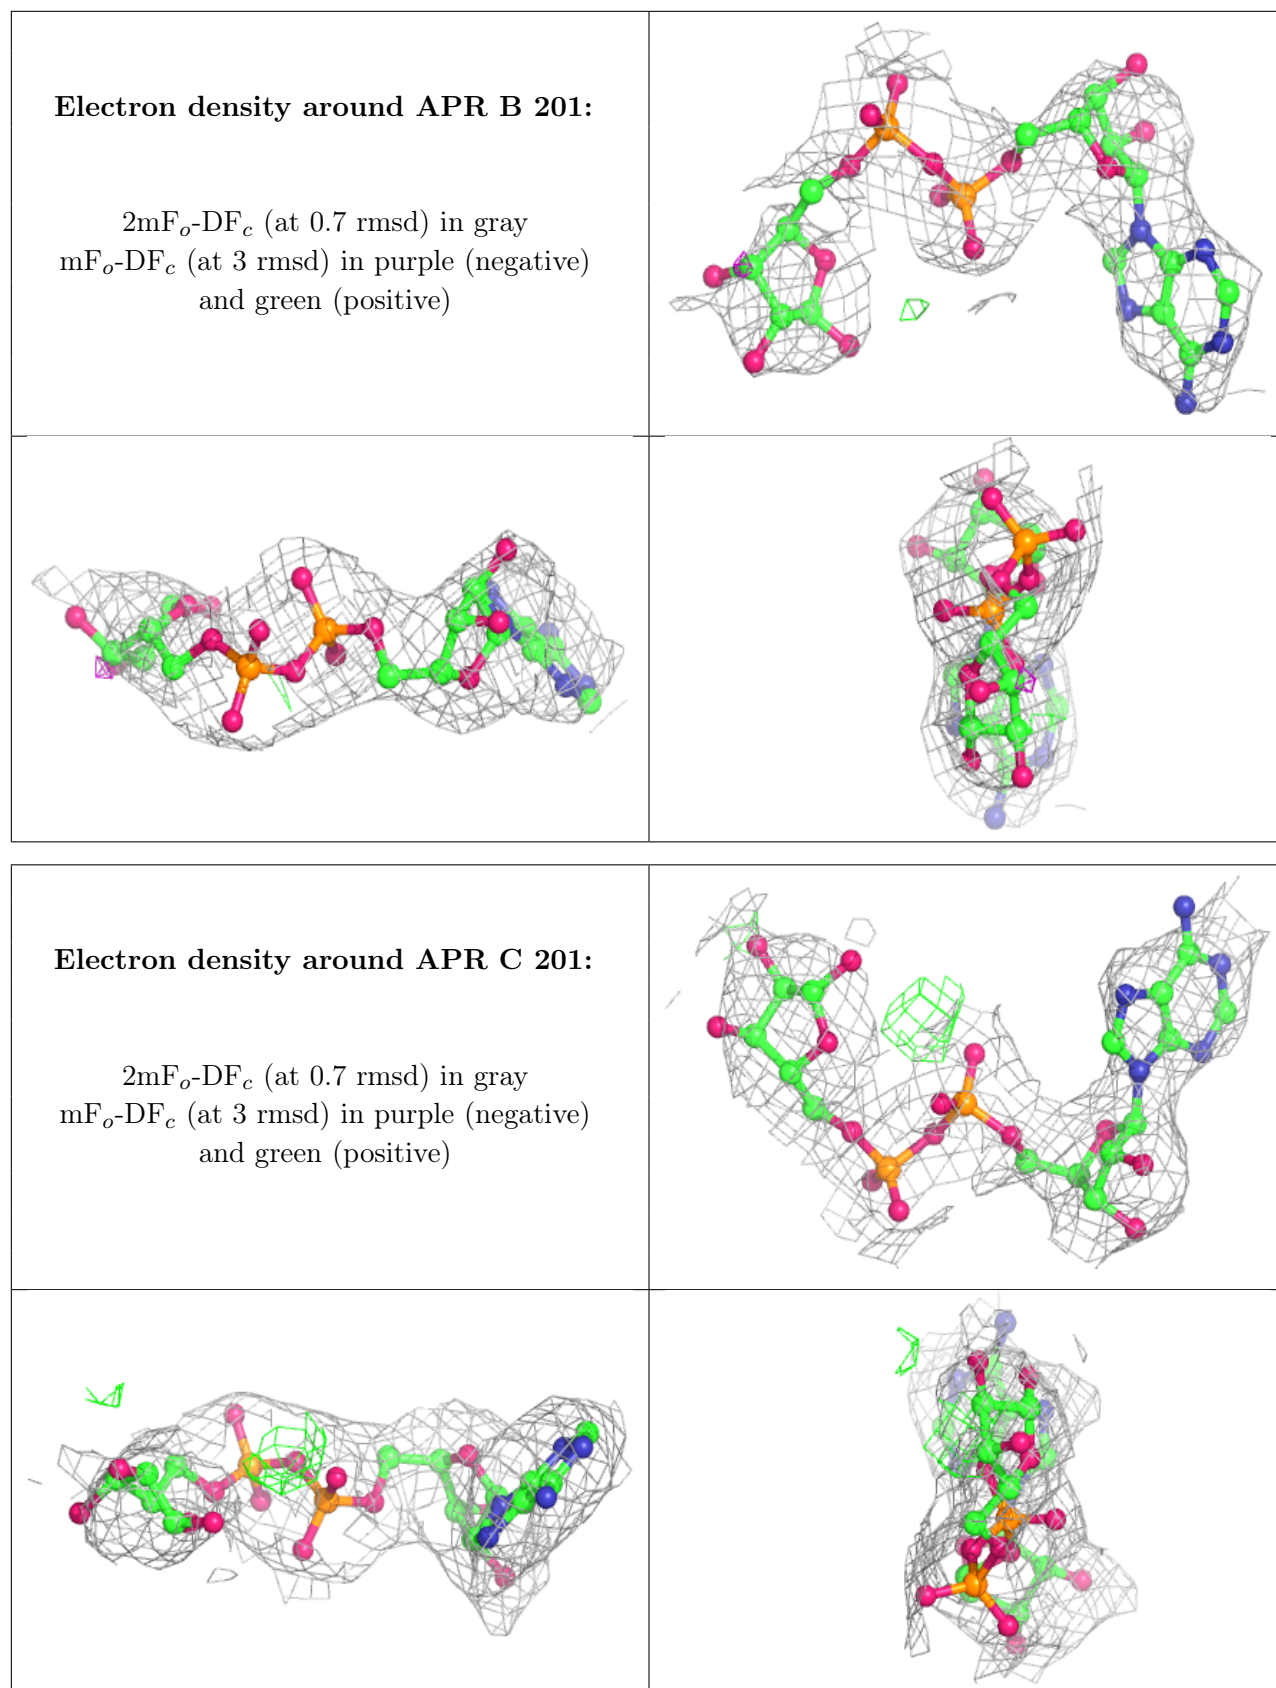 Electron density around APR B 201:
2mFo-DFc (at 0.7 rmsd) in gray
mFo-DFc (at 3 rmsd) in purple (negative)
and green (positive)
Electron density around APR C 201:
2mFo-DFc (at 0.7 rmsd) in gray
mFo-DFc (at 3 rmsd) in purple (negative)
and green (positive)